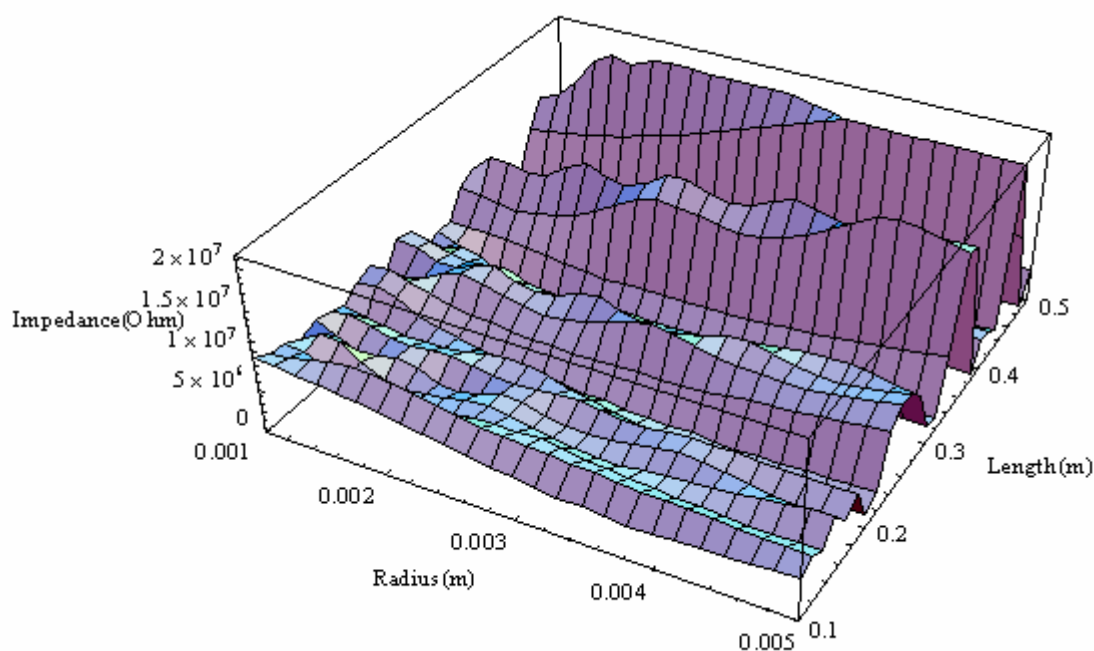 2 × 10⁷
1.5 × 10⁷
Impedance(Ohm)
1 × 10⁷
5 × 10⁶
0
0.001
0.002
0.003
0.004
0.005
Radius (m)
0.1
0.2
0.3
0.4
0.5
Length (m)